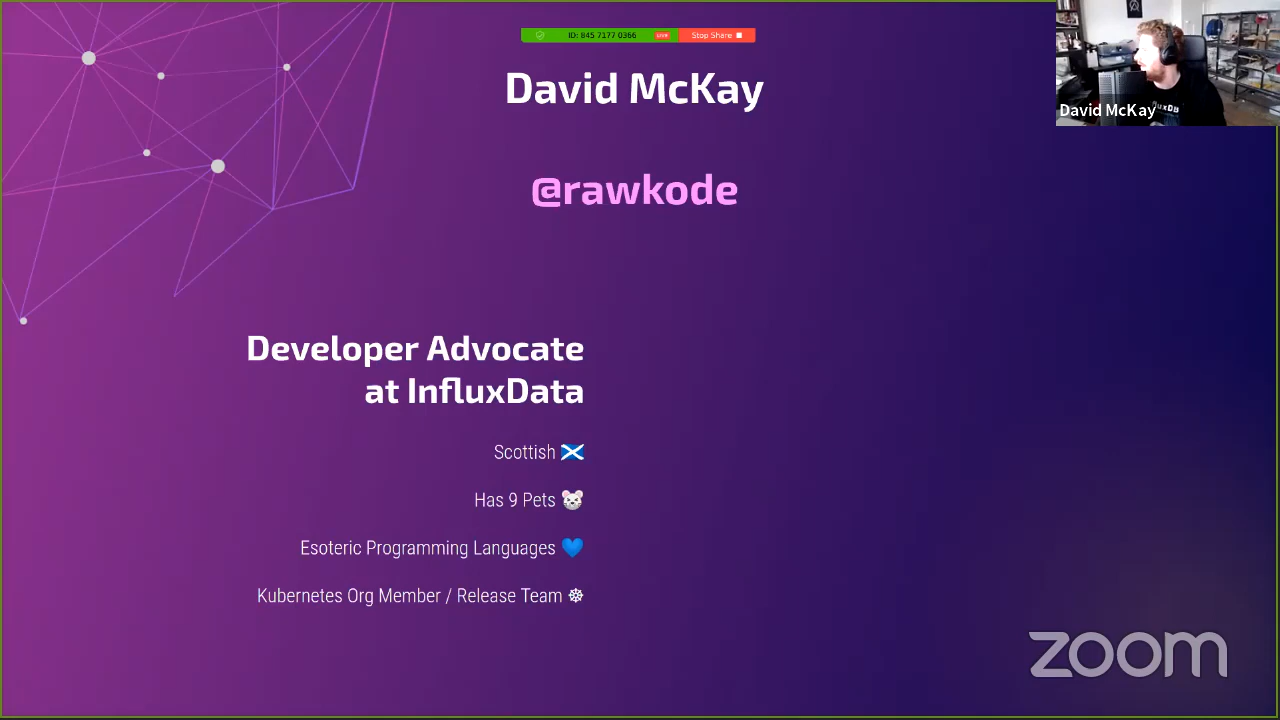 ID: 845 7177 0366 LIVE Stop Share
David McKay
David McKay
@rawkode
Developer Advocate
at InfluxData
Scottish 🏴󠁧󠁢󠁳󠁣󠁴󠁿
Has 9 Pets 🐭
Esoteric Programming Languages 💙
Kubernetes Org Member / Release Team ☸
zoom